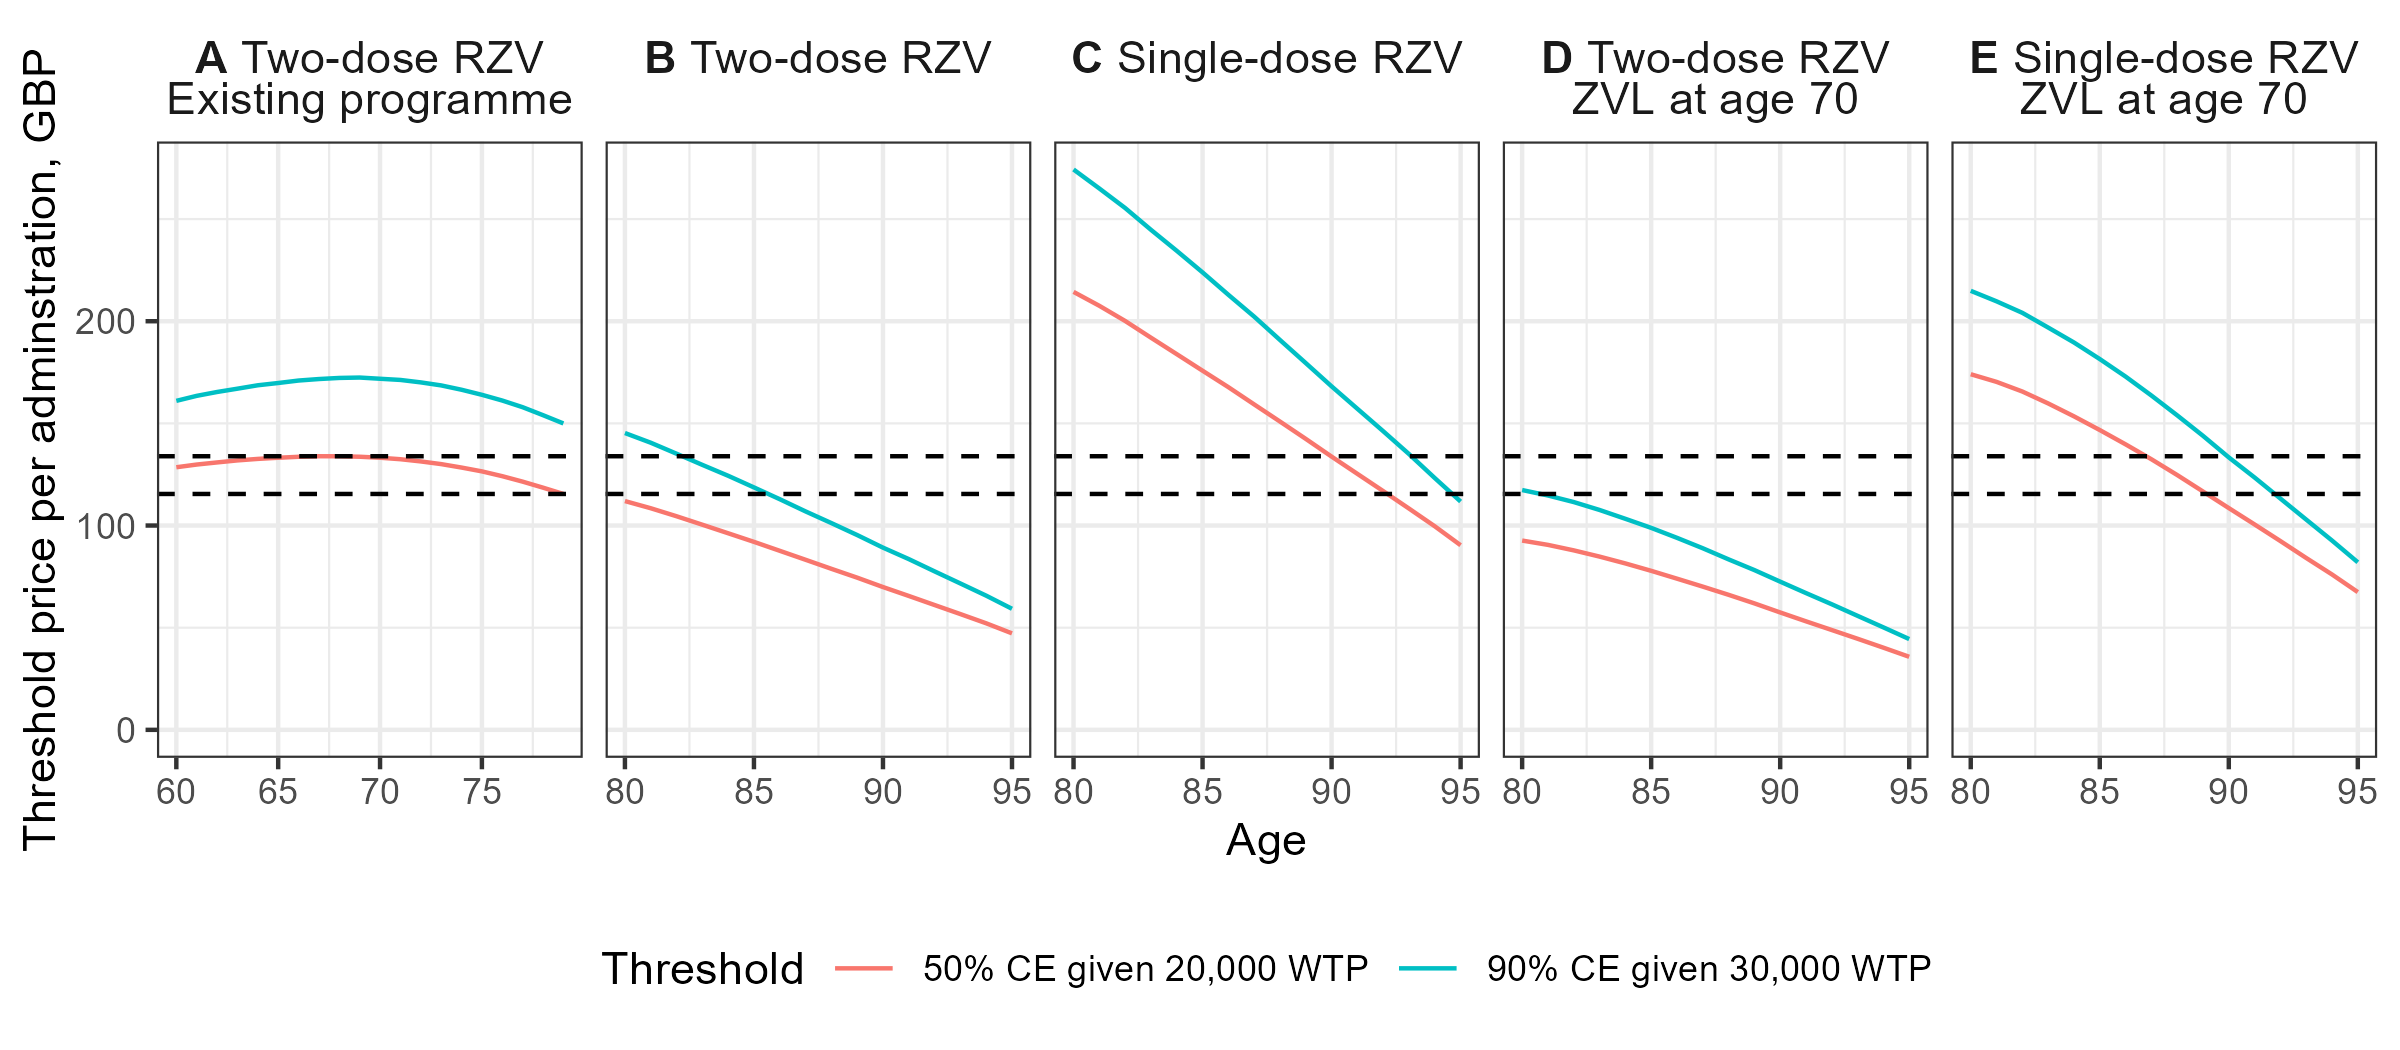 A Two-dose RZV
Existing programme
B Two-dose RZV
C Single-dose RZV
D Two-dose RZV
ZVL at age 70
E Single-dose RZV
ZVL at age 70
Threshold price per adminstration, GBP
200
100
0
60 65 70 75
80 85 90 95
80 85 90 95
80 85 90 95
80 85 90 95
Age
Threshold 50% CE given 20,000 WTP 90% CE given 30,000 WTP